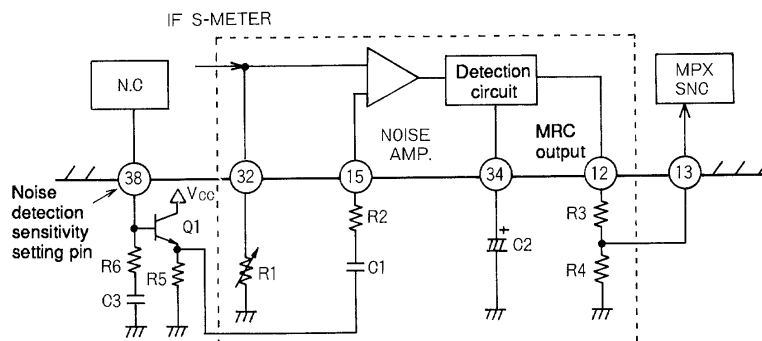 IF S-METER
N.C
Detection
circuit
MPX
SNC
NOISE
AMP.
MRC
output
38
32
15
34
12
13
Noise
detection
sensitivity
setting pin
VCC
Q1
R2
R3
R6
R5
R1
C1
C2
+
R4
C3